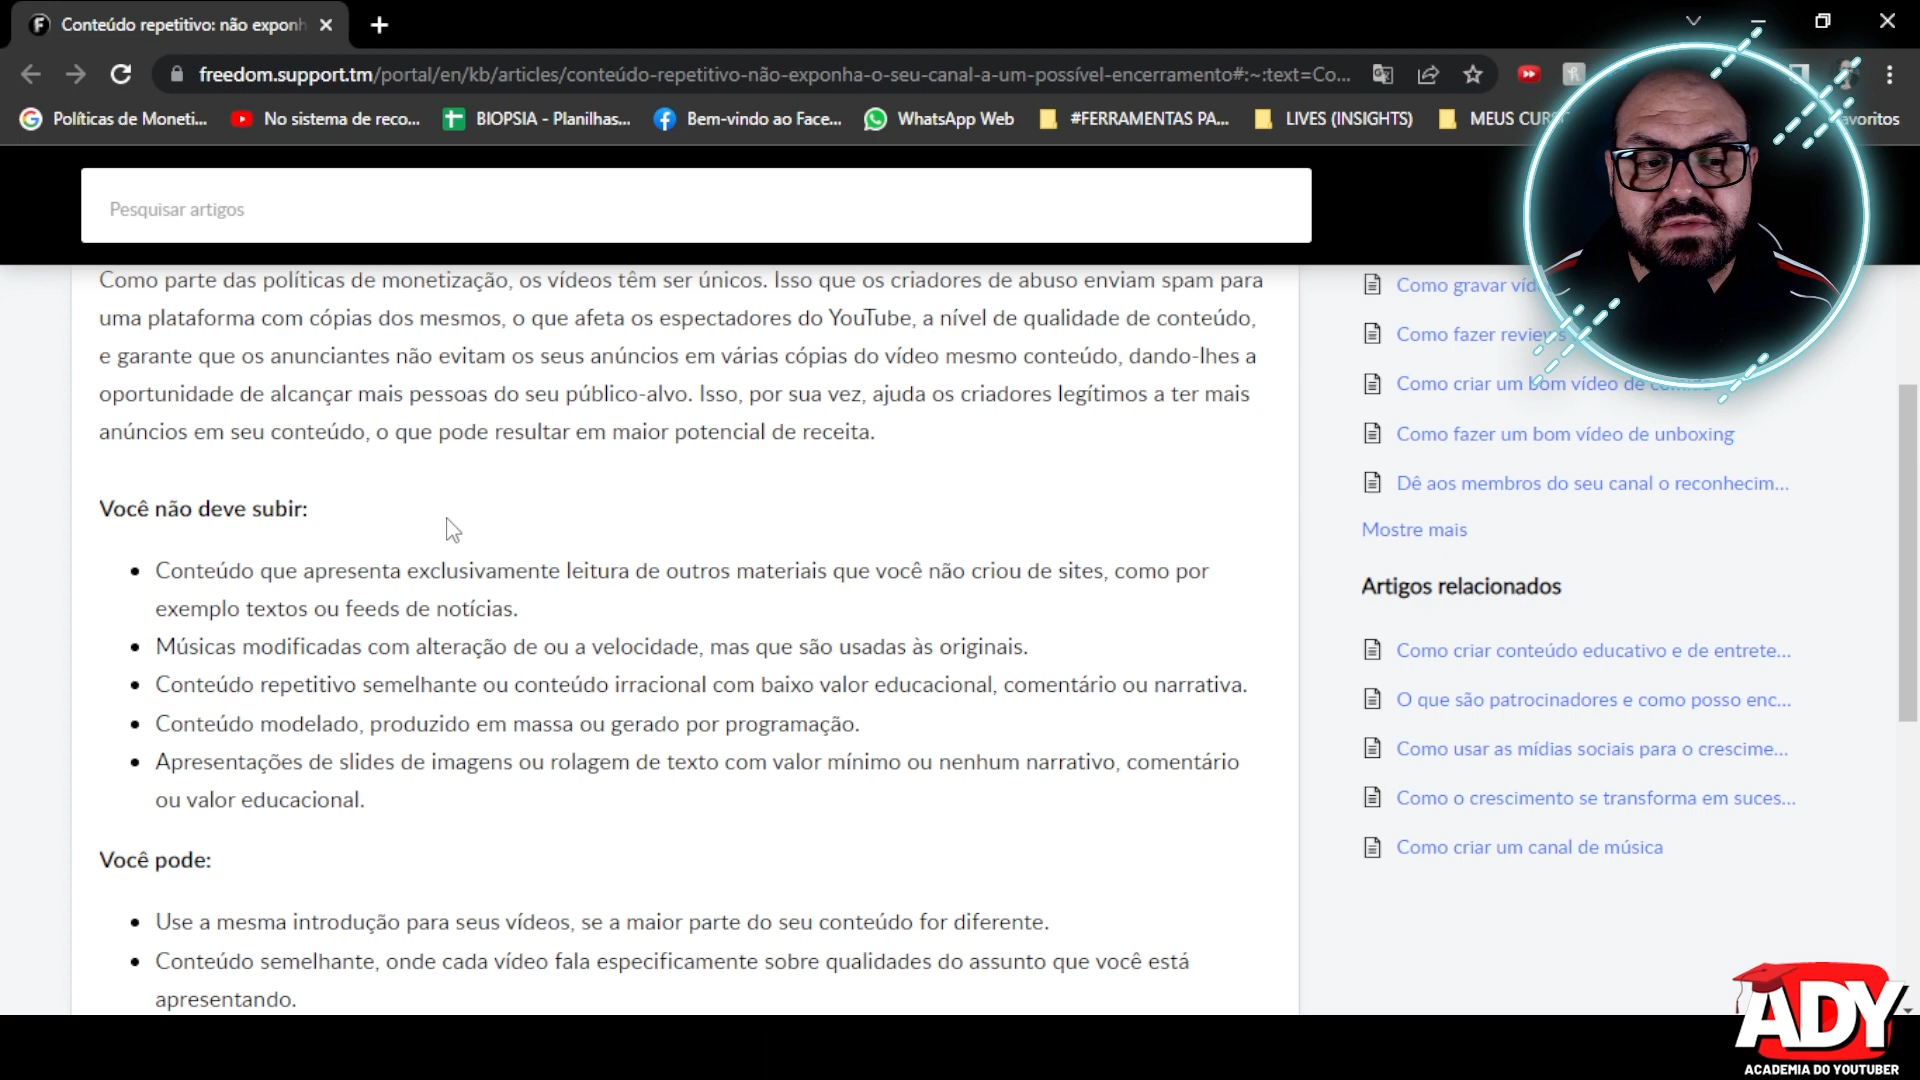 Conteúdo repetitivo: não exponh
freedom.support.tm/portal/en/kb/articles/conteúdo-repetitivo-não-exponha-o-seu-canal-a-um-possível-encerramento#:~:text=Co...
Políticas de Moneti...
No sistema de reco...
BIOPSIA - Planilhas...
Bem-vindo ao Face...
WhatsApp Web
#FERRAMENTAS PA...
LIVES (INSIGHTS)
MEUS CUR
avoritos
Pesquisar artigos
Como parte das políticas de monetização, os vídeos têm ser únicos. Isso que os criadores de abuso enviam spam para
uma plataforma com cópias dos mesmos, o que afeta os espectadores do YouTube, a nível de qualidade de conteúdo,
e garante que os anunciantes não evitam os seus anúncios em várias cópias do vídeo mesmo conteúdo, dando-lhes a
oportunidade de alcançar mais pessoas do seu público-alvo. Isso, por sua vez, ajuda os criadores legítimos a ter mais
anúncios em seu conteúdo, o que pode resultar em maior potencial de receita.
Você não deve subir:
• Conteúdo que apresenta exclusivamente leitura de outros materiais que você não criou de sites, como por
exemplo textos ou feeds de notícias.
• Músicas modificadas com alteração de ou a velocidade, mas que são usadas às originais.
• Conteúdo repetitivo semelhante ou conteúdo irracional com baixo valor educacional, comentário ou narrativa.
• Conteúdo modelado, produzido em massa ou gerado por programação.
• Apresentações de slides de imagens ou rolagem de texto com valor mínimo ou nenhum narrativo, comentário
ou valor educacional.
Você pode:
• Use a mesma introdução para seus vídeos, se a maior parte do seu conteúdo for diferente.
• Conteúdo semelhante, onde cada vídeo fala especificamente sobre qualidades do assunto que você está
apresentando.
Como gravar víd
Como fazer reviews
Como criar um bom vídeo de
Como fazer um bom vídeo de unboxing
Dê aos membros do seu canal o reconhecim...
Mostre mais
Artigos relacionados
Como criar conteúdo educativo e de entrete...
O que são patrocinadores e como posso enc...
Como usar as mídias sociais para o crescime...
Como o crescimento se transforma em suces...
Como criar um canal de música
ADY
ACADEMIA DO YOUTUBER